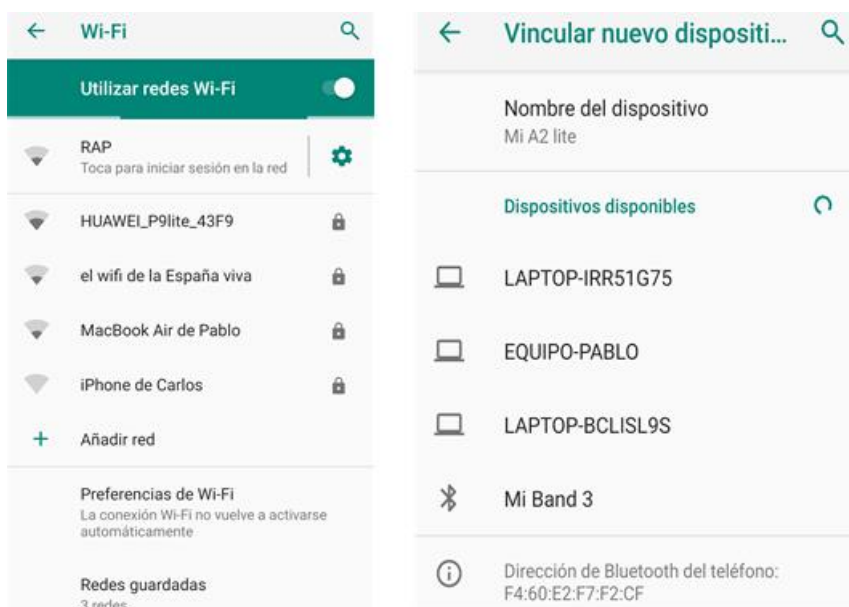 Wi-Fi
Utilizar redes Wi-Fi
RAP
Toca para iniciar sesión en la red
HUAWEI_P9lite_43F9
el wifi de la España viva
MacBook Air de Pablo
iPhone de Carlos
Añadir red
Preferencias de Wi-Fi
La conexión Wi-Fi no vuelve a activarse
automáticamente
Redes guardadas
3 redes
Vincular nuevo dispositi...
Nombre del dispositivo
Mi A2 lite
Dispositivos disponibles
LAPTOP-IRR51G75
EQUIPO-PABLO
LAPTOP-BCLISL9S
Mi Band 3
Dirección de Bluetooth del teléfono:
F4:60:E2:F7:F2:CF